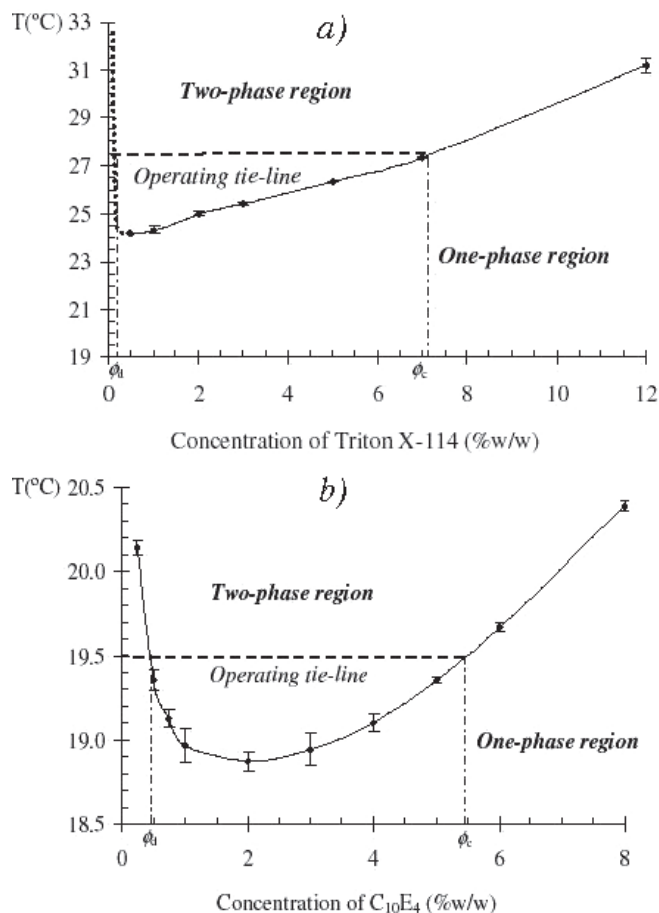 T(°C)
a)
33
31
29
27
25
23
21
19
Two-phase region
Operating tie-line
One-phase region
ϕd
ϕc
0
2
4
6
8
10
12
Concentration of Triton X-114 (%w/w)
T(°C)
b)
20.5
20.0
19.5
19.0
18.5
Two-phase region
Operating tie-line
One-phase region
ϕd
ϕc
0
2
4
6
8
Concentration of C₁₀E₄ (%w/w)